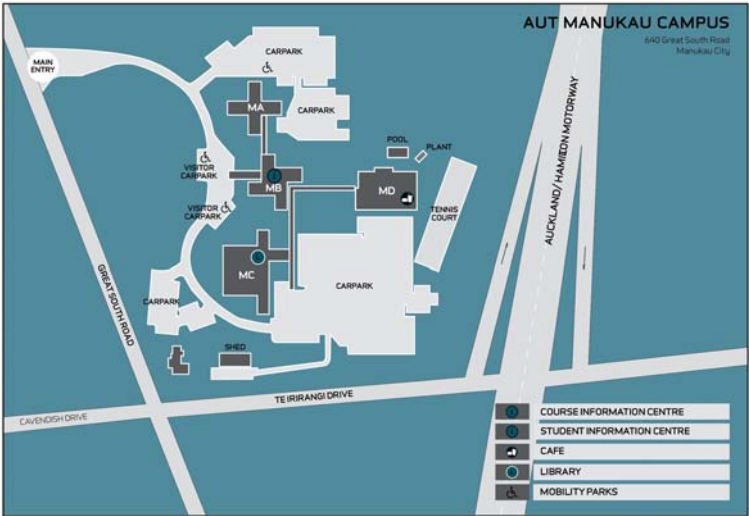 AUT MANUKAU CAMPUS
640 Great South Road
Manukau City
MAIN
ENTRY
CARPARK
MA
CARPARK
POOL
PLANT
VISITOR
CARPARK
MB
MD
VISITOR
CARPARK
TENNIS
COURT
AUCKLAND/ HAMILTON MOTORWAY
GREAT SOUTH ROAD
MC
CARPARK
CARPARK
SHED
TE IRIRANGI DRIVE
CAVENDISH DRIVE
COURSE INFORMATION CENTRE
STUDENT INFORMATION CENTRE
CAFE
LIBRARY
MOBILITY PARKS